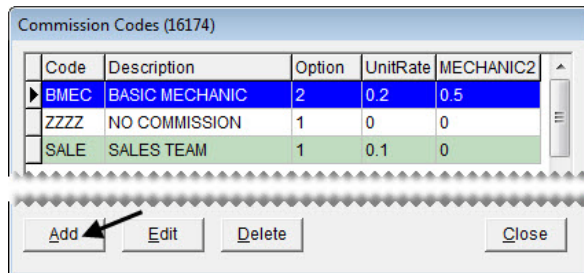 Commission Codes (16174)
Code Description Option UnitRate MECHANIC2
BMEC BASIC MECHANIC 2 0.2 0.5
ZZZZ NO COMMISSION 1 0 0
SALE SALES TEAM 1 0.1 0
Add Edit Delete Close